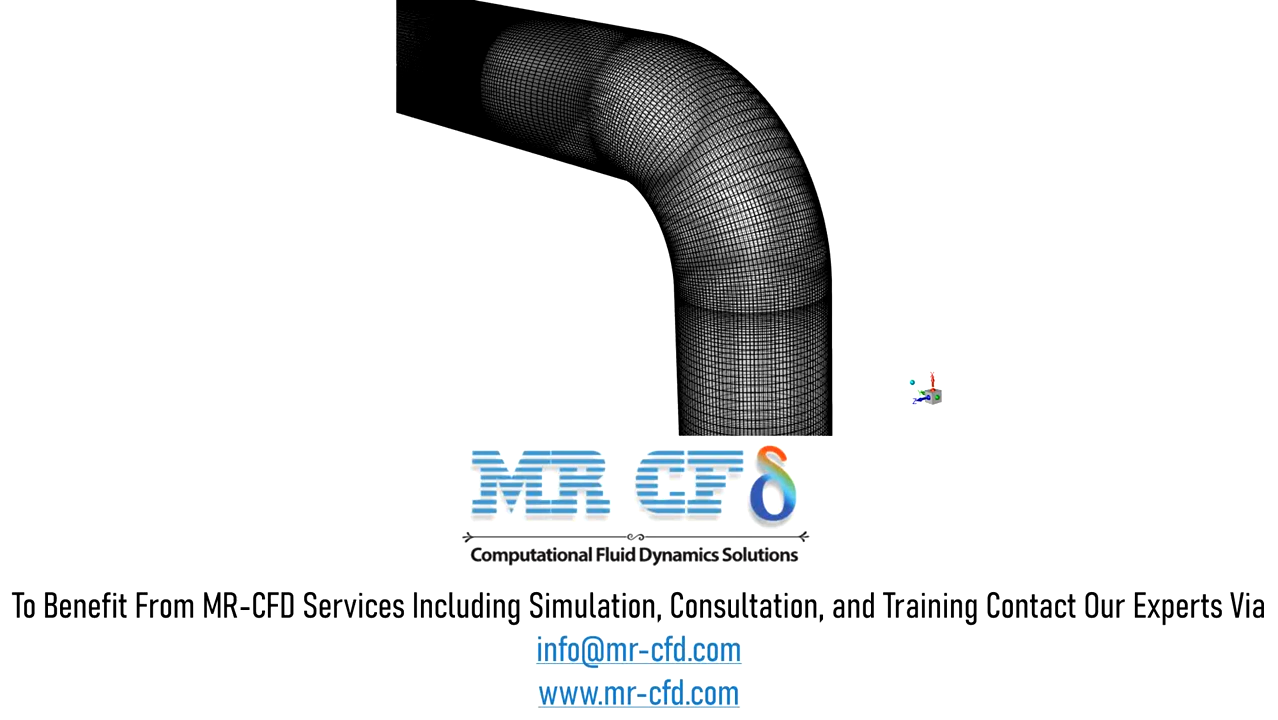 MR CFδ
Computational Fluid Dynamics Solutions
To Benefit From MR-CFD Services Including Simulation, Consultation, and Training Contact Our Experts Via
info@mr-cfd.com
www.mr-cfd.com